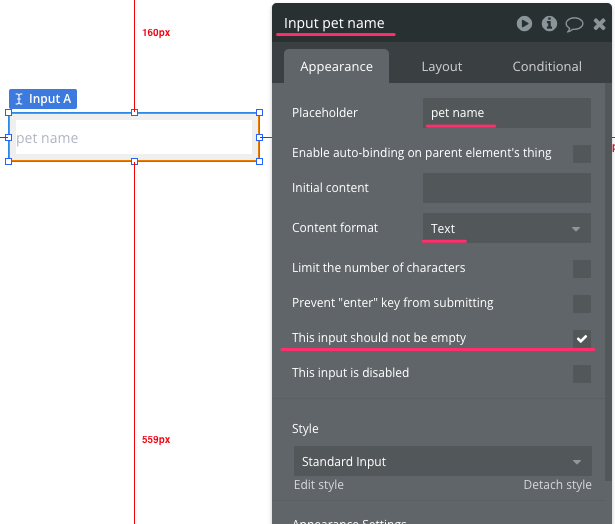 160px
Input A
pet name
559px
Input pet name
Appearance Layout Conditional
Placeholder pet name
Enable auto-binding on parent element's thing
Initial content
Content format Text
Limit the number of characters
Prevent "enter" key from submitting
This input should not be empty
This input is disabled
Style
Standard Input
Edit style Detach style
Appearance Settings